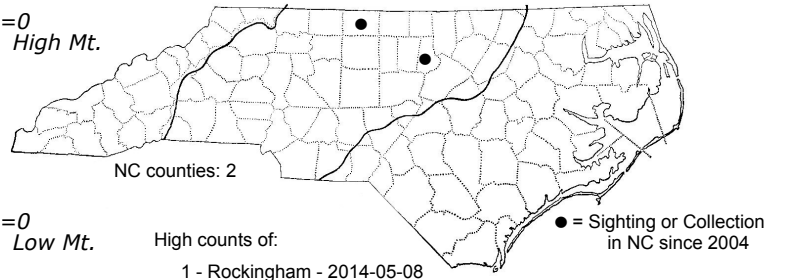 =0
High Mt.
NC counties: 2
=0
Low Mt.
High counts of:
1 - Rockingham - 2014-05-08
● = Sighting or Collection
in NC since 2004